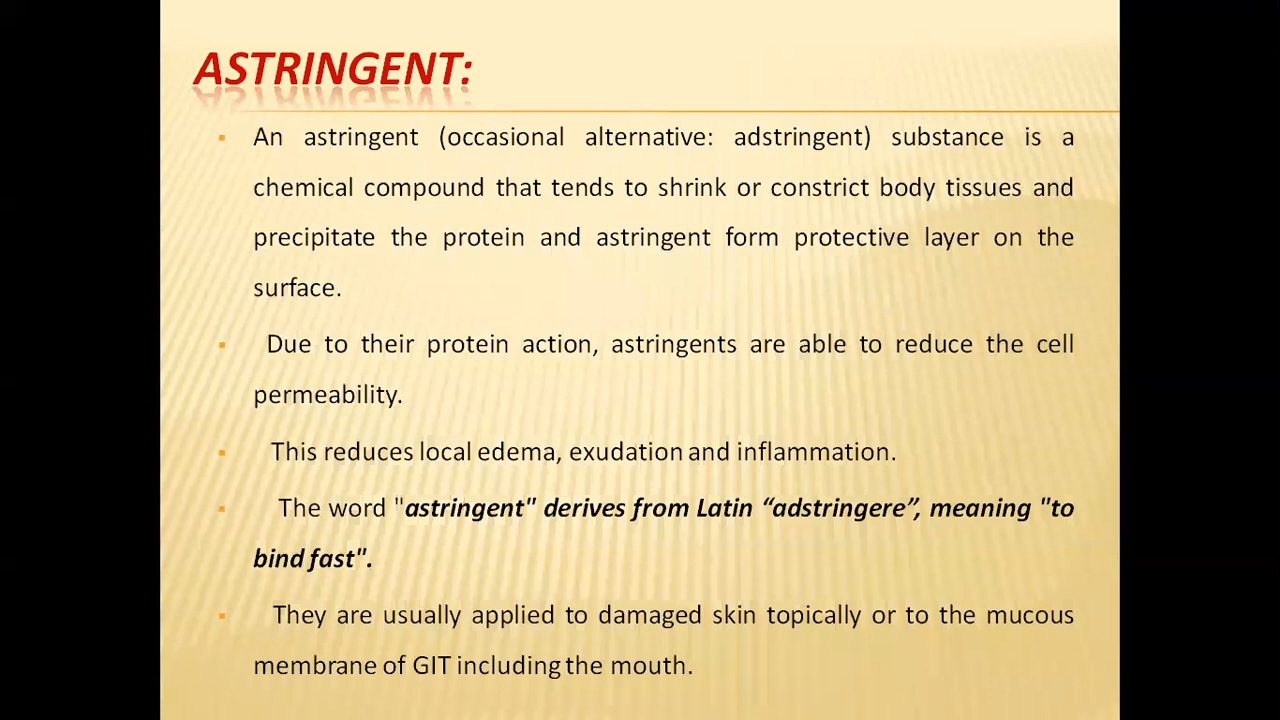 ASTRINGENT:
▪ An astringent (occasional alternative: adstringent) substance is a
chemical compound that tends to shrink or constrict body tissues and
precipitate the protein and astringent form protective layer on the
surface.
▪ Due to their protein action, astringents are able to reduce the cell
permeability.
▪ This reduces local edema, exudation and inflammation.
▪ The word "astringent" derives from Latin “adstringere”, meaning "to
bind fast".
▪ They are usually applied to damaged skin topically or to the mucous
membrane of GIT including the mouth.